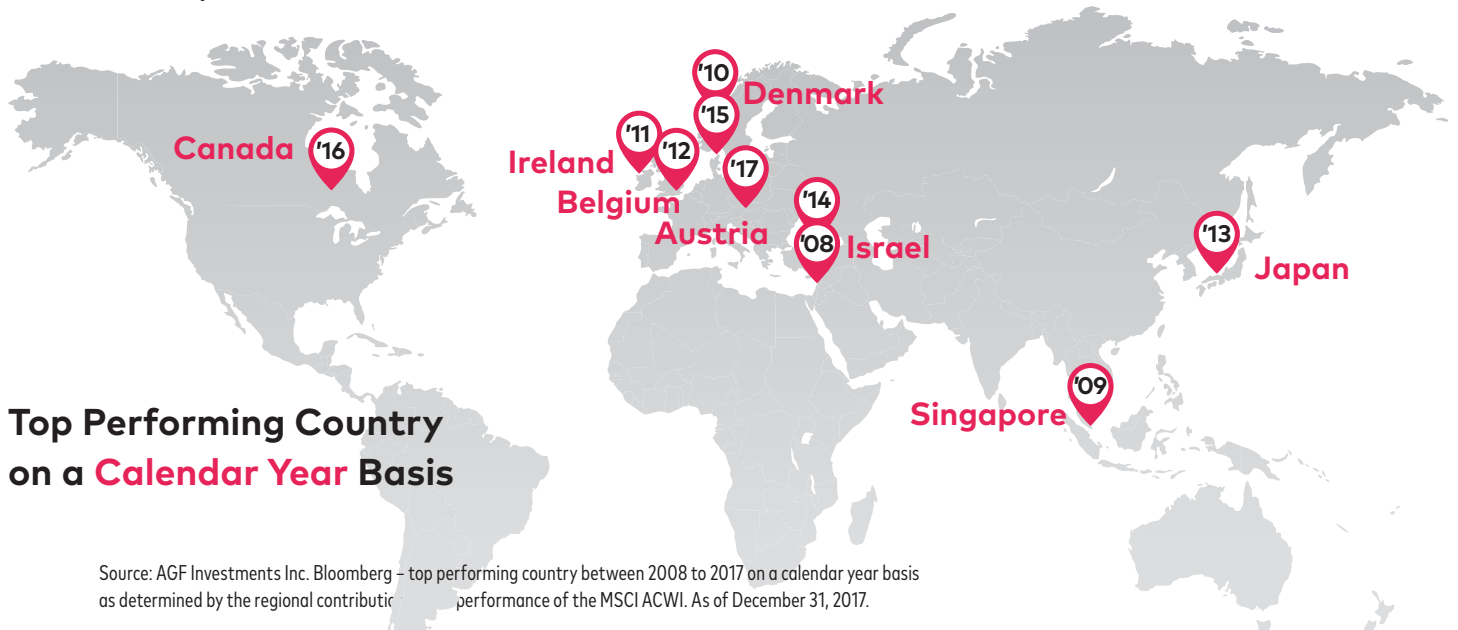 '10
Denmark
'15
'11
Canada
'16
'12
Ireland
'17
Belgium
'14
Austria
'08
Israel
'13
Japan
'09
Singapore
Top Performing Country
on a Calendar Year Basis
Source: AGF Investments Inc. Bloomberg – top performing country between 2008 to 2017 on a calendar year basis
as determined by the regional performance of the MSCI ACWI. As of December 31, 2017.